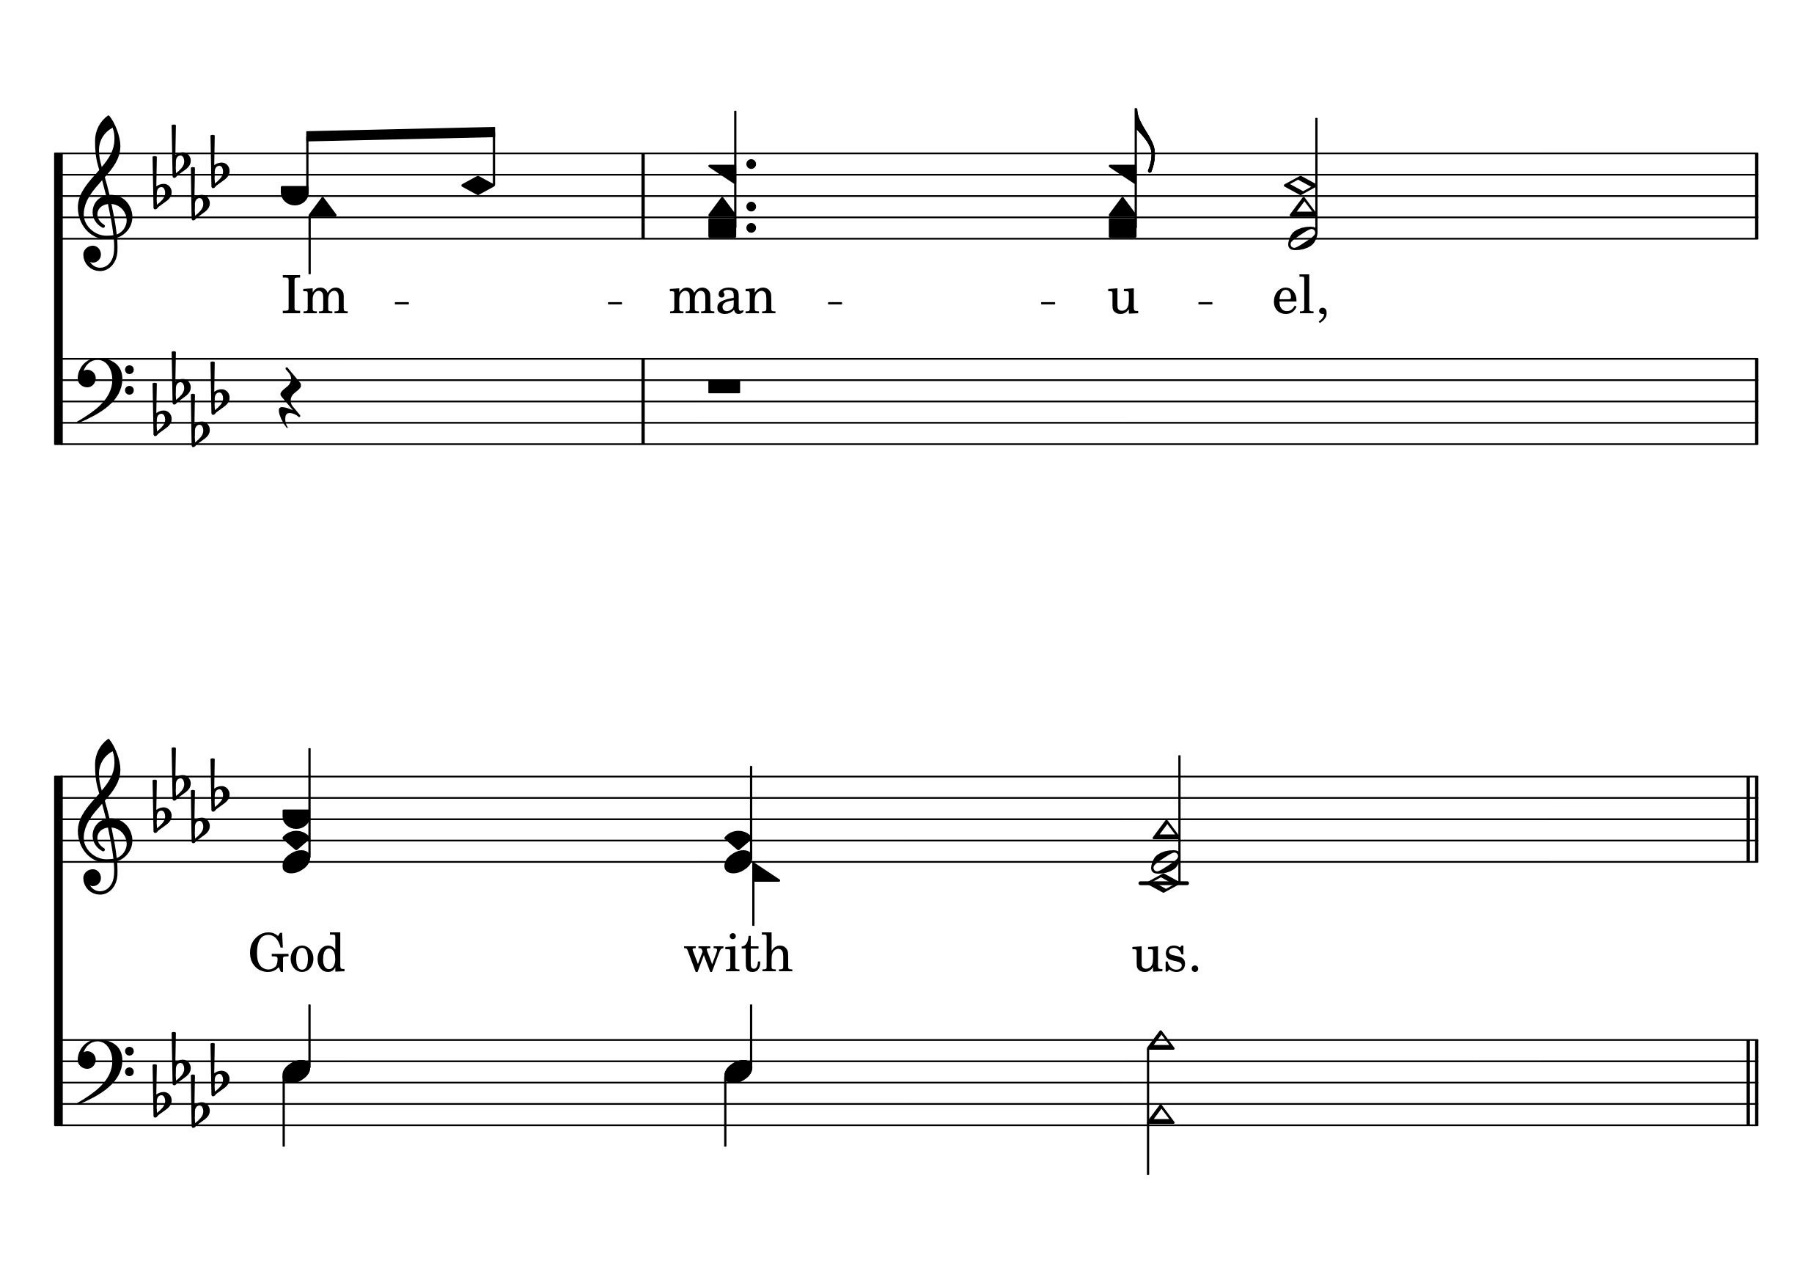 Im - - man - - u - el,
God with us.